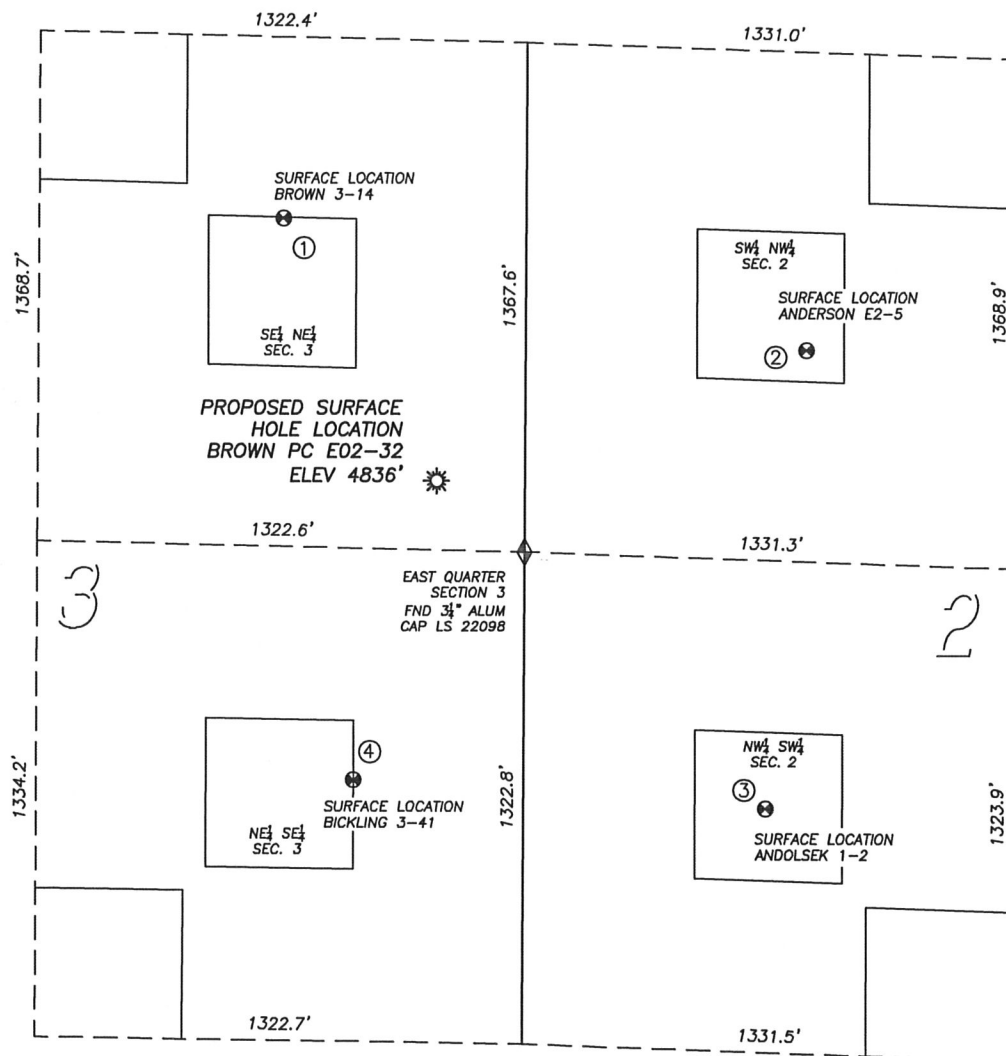 1322.4'
1331.0'
SURFACE LOCATION
BROWN 3-14
①
1368.7'
1367.6'
SW¼ NW¼
SEC. 2
SURFACE LOCATION
ANDERSON E2-5
②
1368.9'
SE¼ NE¼
SEC. 3
PROPOSED SURFACE
HOLE LOCATION
BROWN PC E02-32
ELEV 4836'
1322.6'
1331.3'
EAST QUARTER
SECTION 3
FND 3¼" ALUM
CAP LS 22098
3
2
④
SURFACE LOCATION
BICKLING 3-41
NE¼ SE¼
SEC. 3
1334.2'
1322.8'
NW¼ SW¼
SEC. 2
③
SURFACE LOCATION
ANDOLSEK 1-2
1323.9'
1322.7'
1331.5'